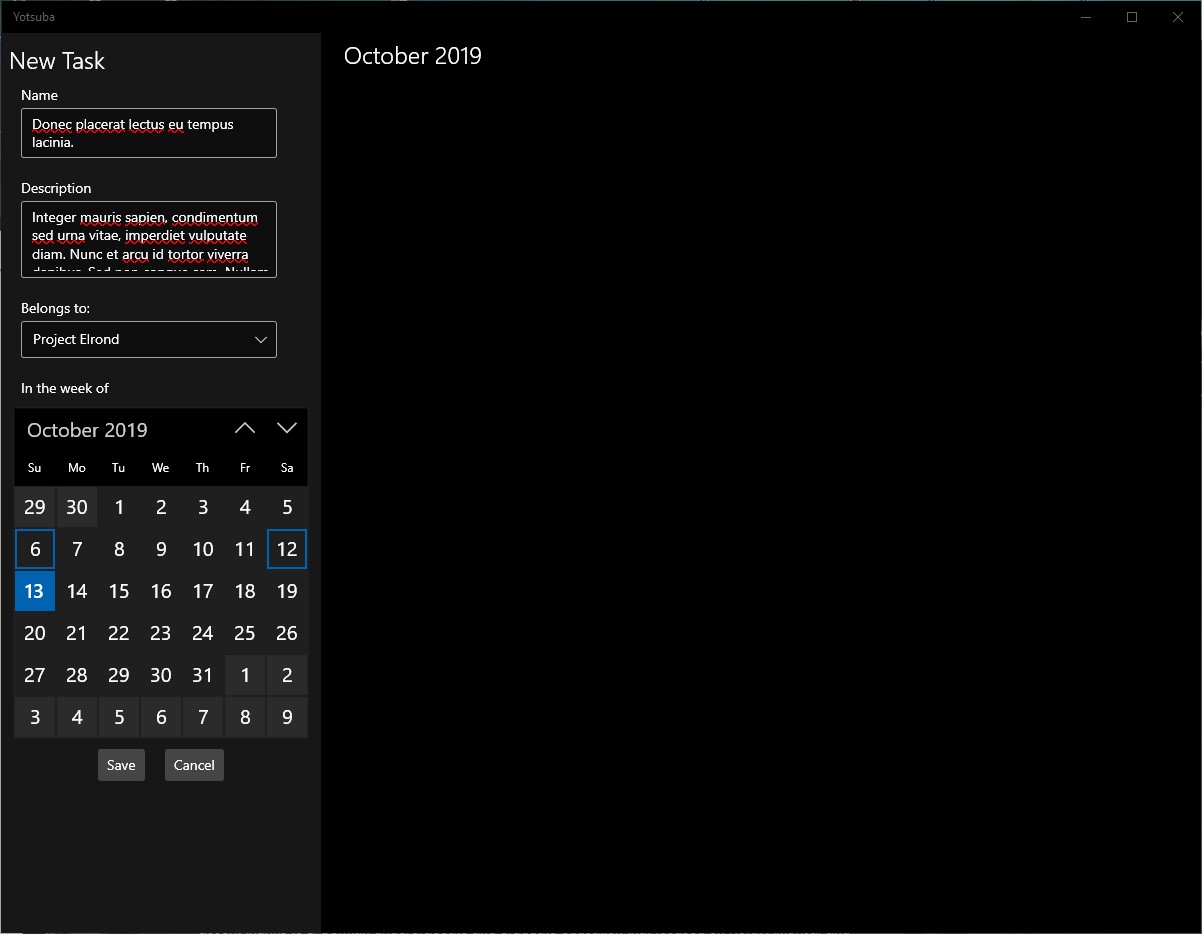 Yotsuba
New Task
October 2019
Name
Donec placerat lectus eu tempus
lacinia.
Description
Integer mauris sapien, condimentum
sed urna vitae, imperdiet vulputate
diam. Nunc et arcu id tortor viverra
Belongs to:
Project Elrond
In the week of
October 2019
Su Mo Tu We Th Fr Sa
29 30 1 2 3 4 5
6 7 8 9 10 11 12
13 14 15 16 17 18 19
20 21 22 23 24 25 26
27 28 29 30 31 1 2
3 4 5 6 7 8 9
Save Cancel